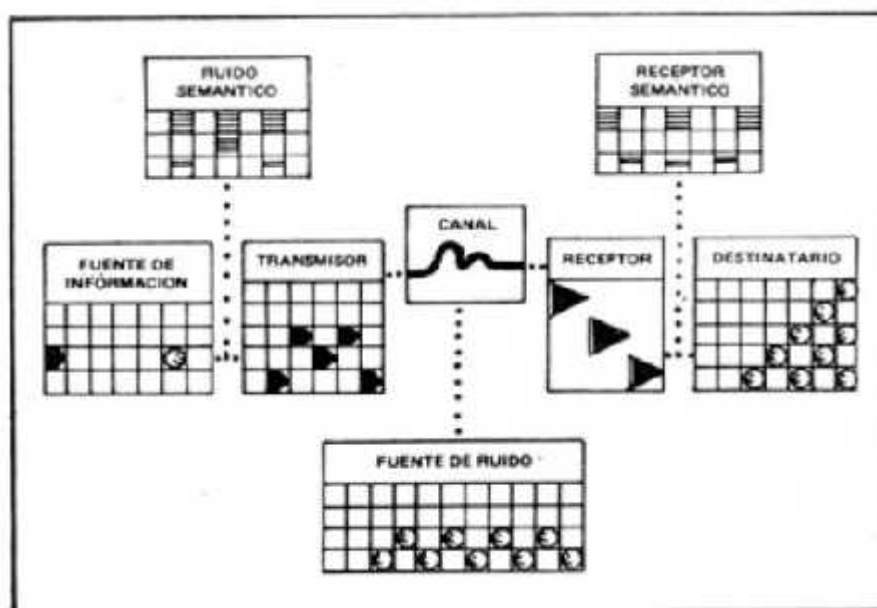 RUIDO
SEMANTICO
RECEPTOR
SEMANTICO
FUENTE DE
INFORMACION
TRANSMISOR
CANAL
RECEPTOR
DESTINATARIO
FUENTE DE RUIDO